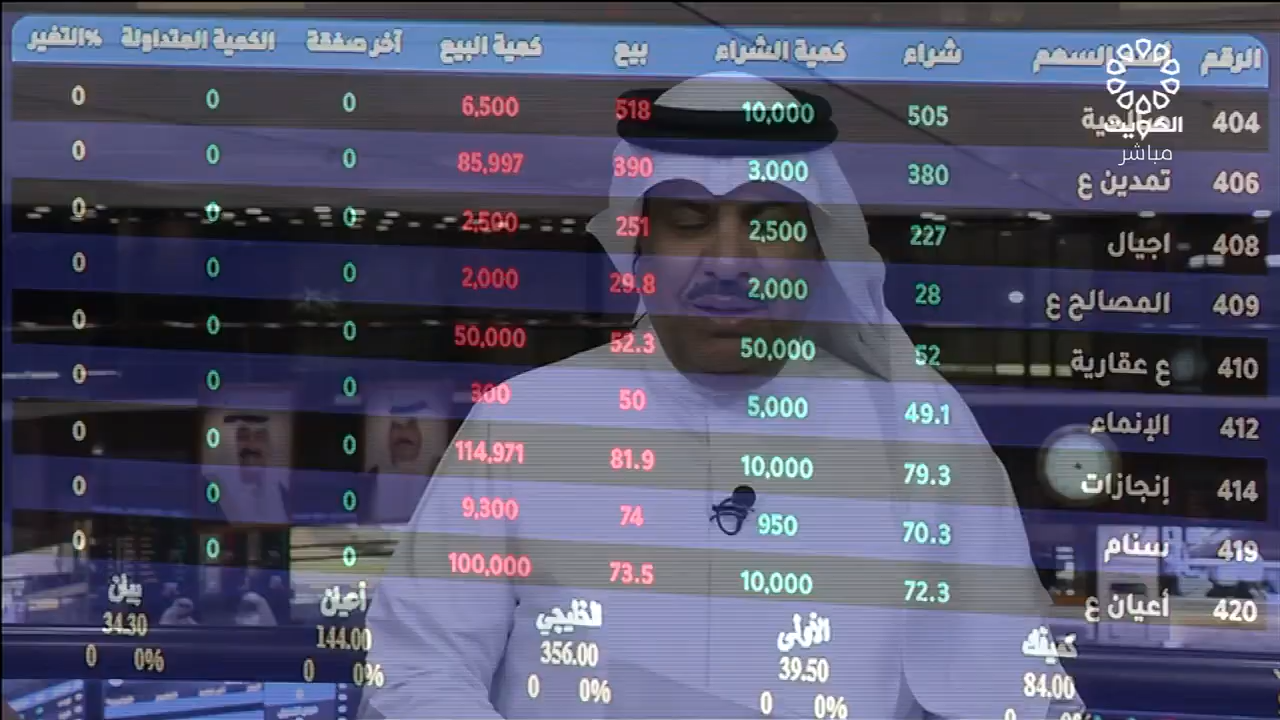 الرقم السهم شراء كمية الشراء بيع كمية البيع آخر صفقة الكمية المتداولة التغير%
الكويت
مباشر
404 505 10,000 518 6,500 0 0 0
406 تمدين ع 380 3,000 390 85,997 0 0 0
408 اجيال 227 2,500 251 2,500 0 0 0
409 المصالح ع 28 2,000 29.8 2,000 0 0 0
410 ع عقارية 52 50,000 52.3 50,000 0 0 0
412 الإنماء 49.1 5,000 50 300 0 0 0
414 إنجازات 79.3 10,000 81.9 114,971 0 0 0
419 سنام 70.3 950 74 9,300 0 0 0
420 أعيان ع 72.3 10,000 73.5 100,000 0 0 0
كميفك الأولى الخليجي أعيان بيان
84.00 39.50 356.00 144.00 34.30
0 0% 0 0% 0 0% 0 0% 0 0%